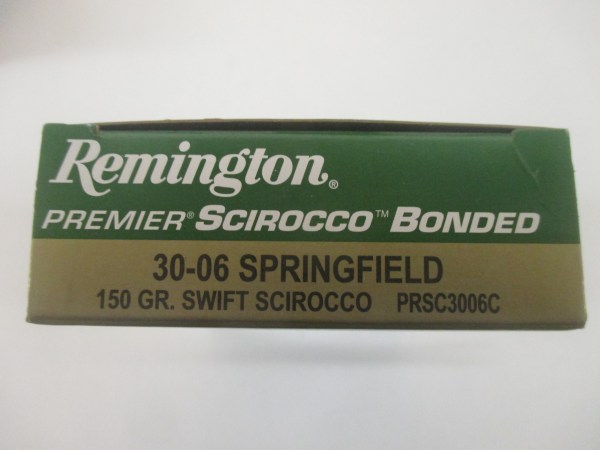 Remington®
PREMIER® SCIROCCO™ BONDED
30-06 SPRINGFIELD
150 GR. SWIFT SCIROCCO PRSC3006C